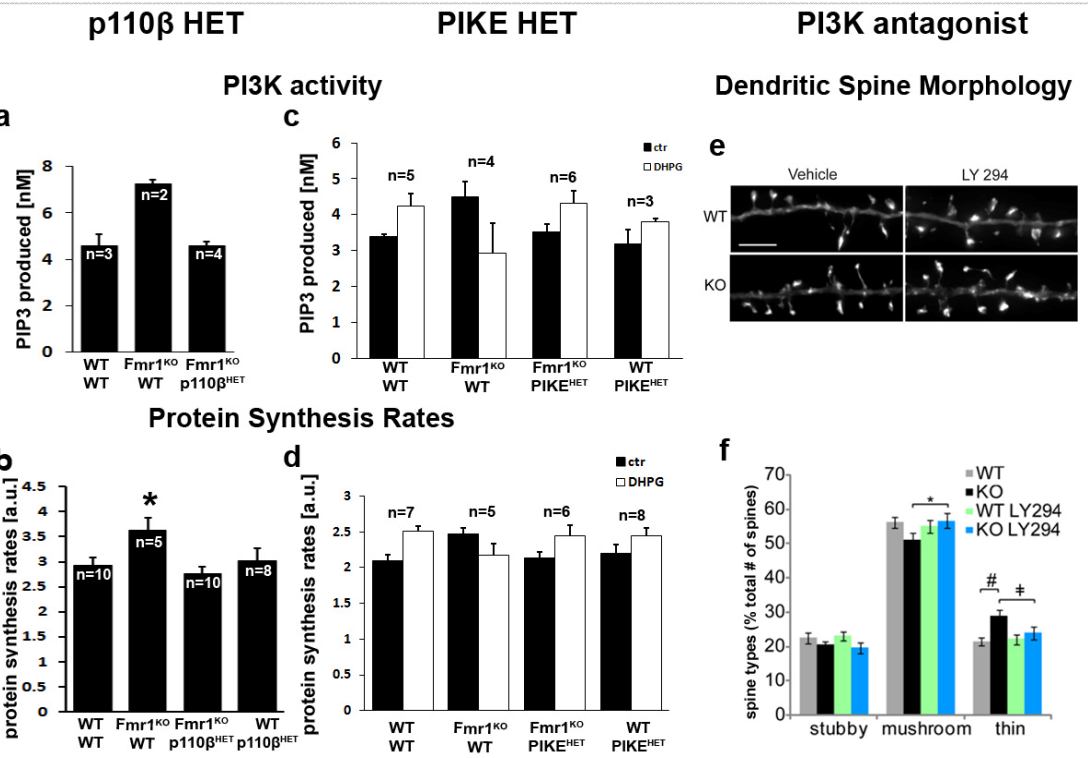 p110β HET
PIKE HET
PI3K antagonist
PI3K activity
Dendritic Spine Morphology
a
PIP3 produced [nM]
8
6
4
2
0
n=3
n=2
n=4
WT Fmr1ᴷᴼ Fmr1ᴷᴼ
WT WT p110βᴴᴱᵀ
c
PIP3 produced [nM]
6
5
4
3
2
1
0
ctr
DHPG
n=5
n=4
n=6
n=3
WT Fmr1ᴷᴼ Fmr1ᴷᴼ WT
WT WT PIKEᴴᴱᵀ PIKEᴴᴱᵀ
e
Vehicle LY 294
WT
KO
Protein Synthesis Rates
b
protein synthesis rates [a.u.]
4.5
4
3.5
3
2.5
2
1.5
1
0.5
0
*
n=10
n=5
n=10
n=8
WT Fmr1ᴷᴼ Fmr1ᴷᴼ WT
WT WT p110βᴴᴱᵀ p110βᴴᴱᵀ
d
protein synthesis rates [a.u.]
3
2.5
2
1.5
1
0.5
0
ctr
DHPG
n=7
n=5
n=6
n=8
WT Fmr1ᴷᴼ Fmr1ᴷᴼ WT
WT WT PIKEᴴᴱᵀ PIKEᴴᴱᵀ
f
spine types (% total # of spines)
70
60
50
40
30
20
10
0
WT
KO
WT LY294
KO LY294
*
#
ǂ
stubby mushroom thin